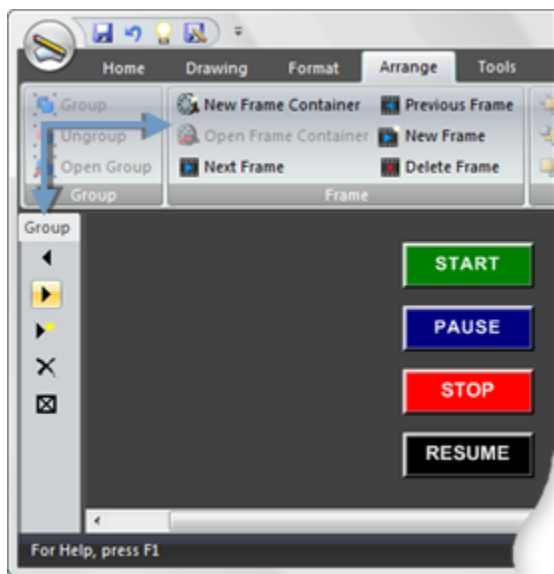 Home Drawing Format Arrange Tools
Group New Frame Container Previous Frame
Ungroup Open Frame Container New Frame
Open Group Next Frame Delete Frame
Group Frame
Group
START
PAUSE
STOP
RESUME
For Help, press F1